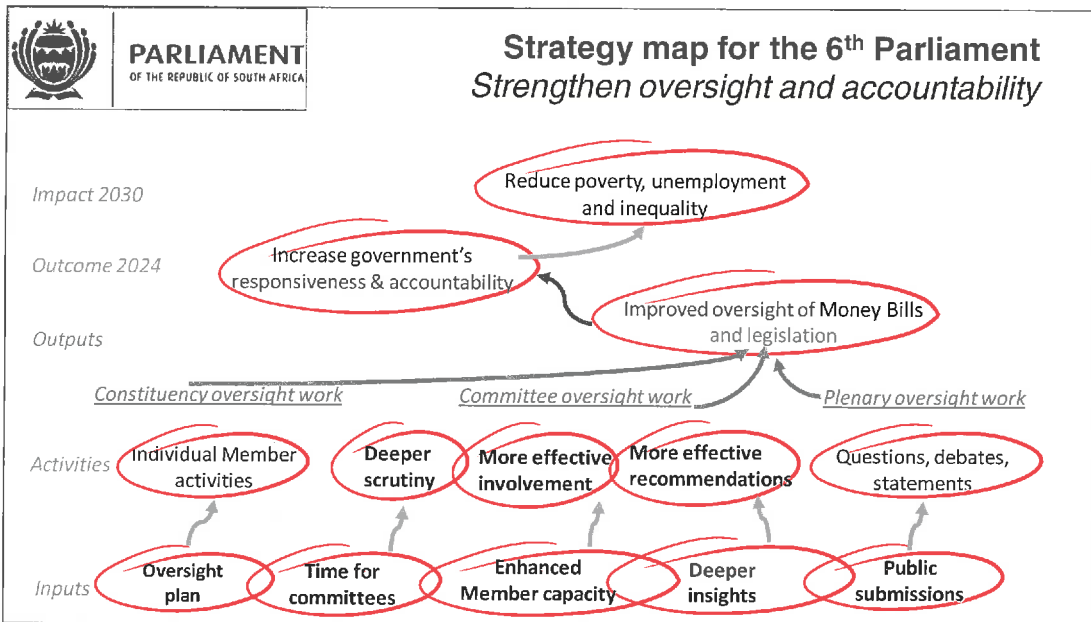 PARLIAMENT
OF THE REPUBLIC OF SOUTH AFRICA
Strategy map for the 6th Parliament
Strengthen oversight and accountability
Impact 2030
Reduce poverty, unemployment
and inequality
Outcome 2024
Increase government's
responsiveness & accountability
Outputs
Improved oversight of Money Bills
and legislation
Constituency oversight work
Committee oversight work
Plenary oversight work
Activities
Individual Member
activities
Deeper
scrutiny
More effective
involvement
More effective
recommendations
Questions, debates,
statements
Inputs
Oversight
plan
Time for
committees
Enhanced
Member capacity
Deeper
insights
Public
submissions